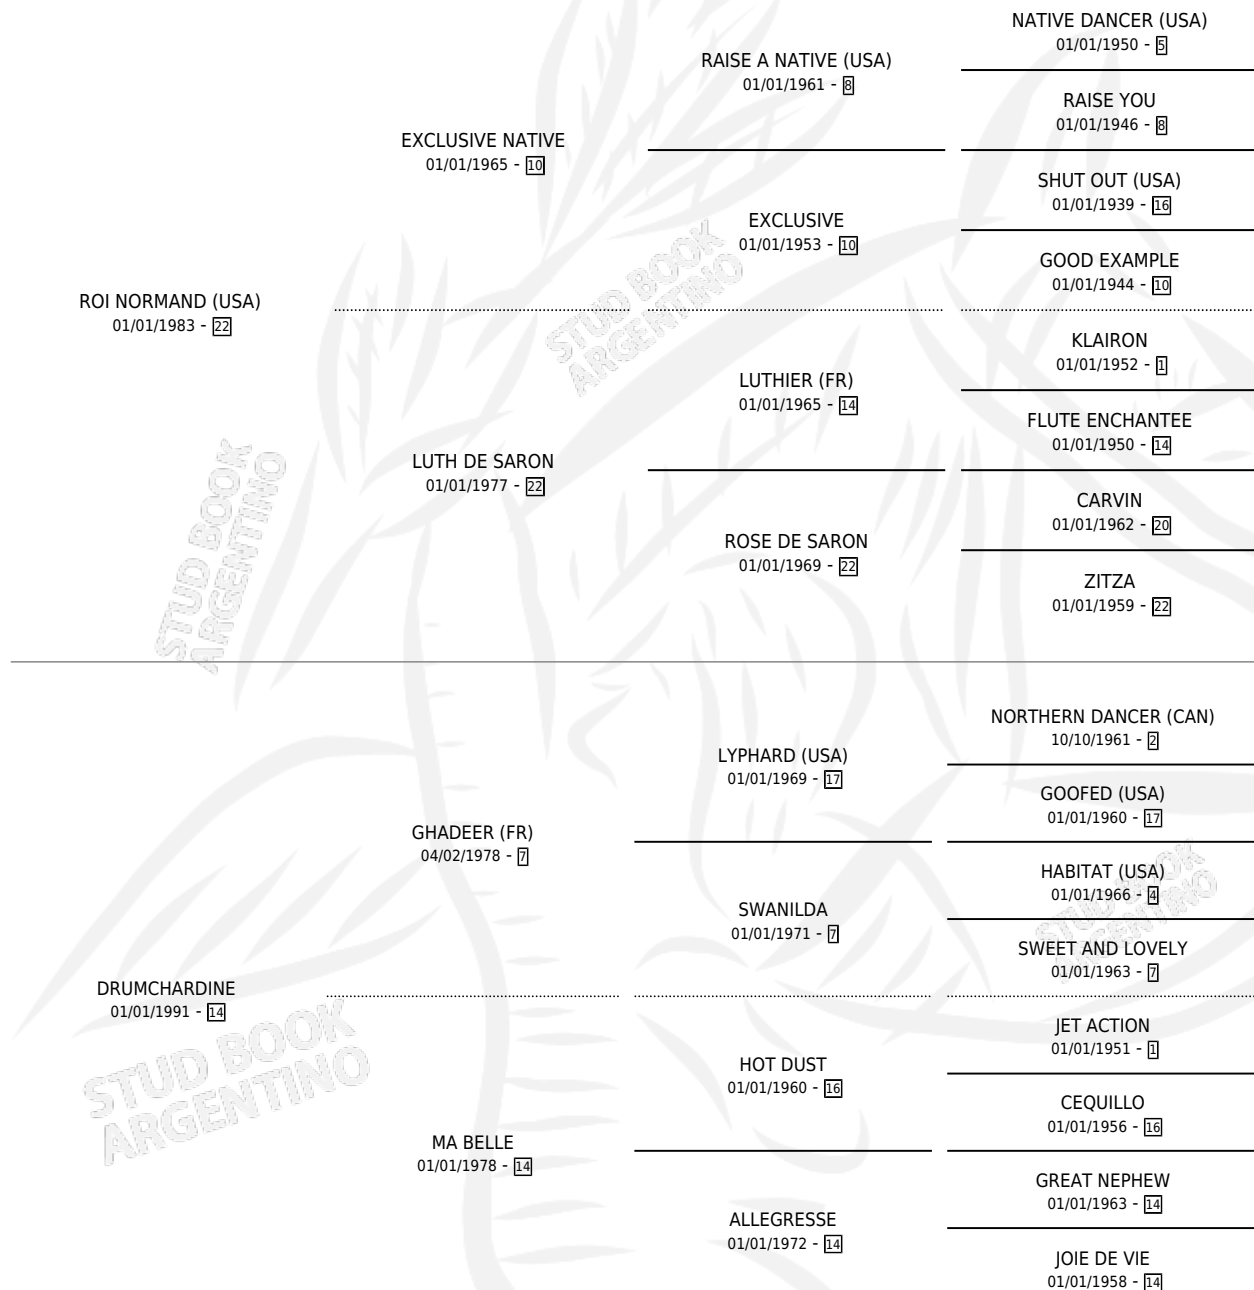 NATIVE DANCER (USA)
01/01/1950 - 5
RAISE A NATIVE (USA)
01/01/1961 - 8
RAISE YOU
01/01/1946 - 8
EXCLUSIVE NATIVE
01/01/1965 - 10
SHUT OUT (USA)
01/01/1939 - 16
EXCLUSIVE
01/01/1953 - 10
GOOD EXAMPLE
01/01/1944 - 10
ROI NORMAND (USA)
01/01/1983 - 22
KLAIRON
01/01/1952 - 1
LUTHIER (FR)
01/01/1965 - 14
FLUTE ENCHANTEE
01/01/1950 - 14
LUTH DE SARON
01/01/1977 - 22
CARVIN
01/01/1962 - 20
ROSE DE SARON
01/01/1969 - 22
ZITZA
01/01/1959 - 22
NORTHERN DANCER (CAN)
10/10/1961 - 2
LYPHARD (USA)
01/01/1969 - 17
GOOFED (USA)
01/01/1960 - 17
GHADEER (FR)
04/02/1978 - 7
HABITAT (USA)
01/01/1966 - 4
SWANILDA
01/01/1971 - 7
SWEET AND LOVELY
01/01/1963 - 7
DRUMCHARDINE
01/01/1991 - 14
JET ACTION
01/01/1951 - 1
HOT DUST
01/01/1960 - 16
CEQUILLO
01/01/1956 - 16
MA BELLE
01/01/1978 - 14
GREAT NEPHEW
01/01/1963 - 14
ALLEGRESSE
01/01/1972 - 14
JOIE DE VIE
01/01/1958 - 14
STUD BOOK
ARGENTINO
STUD BOOK
ARGENTINO
STUD BOOK
ARGENTINO
STUD BOOK
ARGENTINO